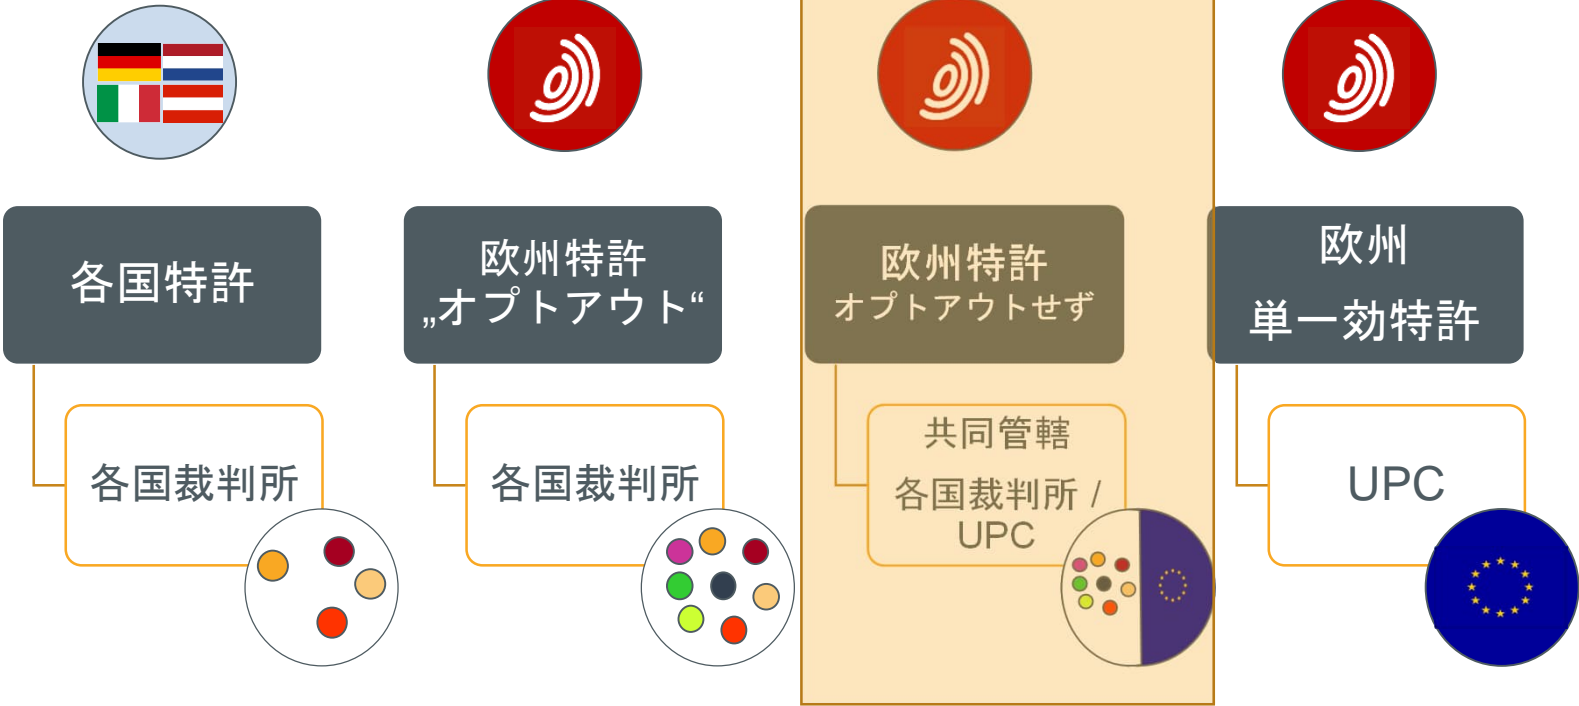 各国特許
欧州特許
„オプトアウト“
欧州特許
オプトアウトせず
欧州
単一効特許
各国裁判所
各国裁判所
共同管轄
各国裁判所 /
UPC
UPC